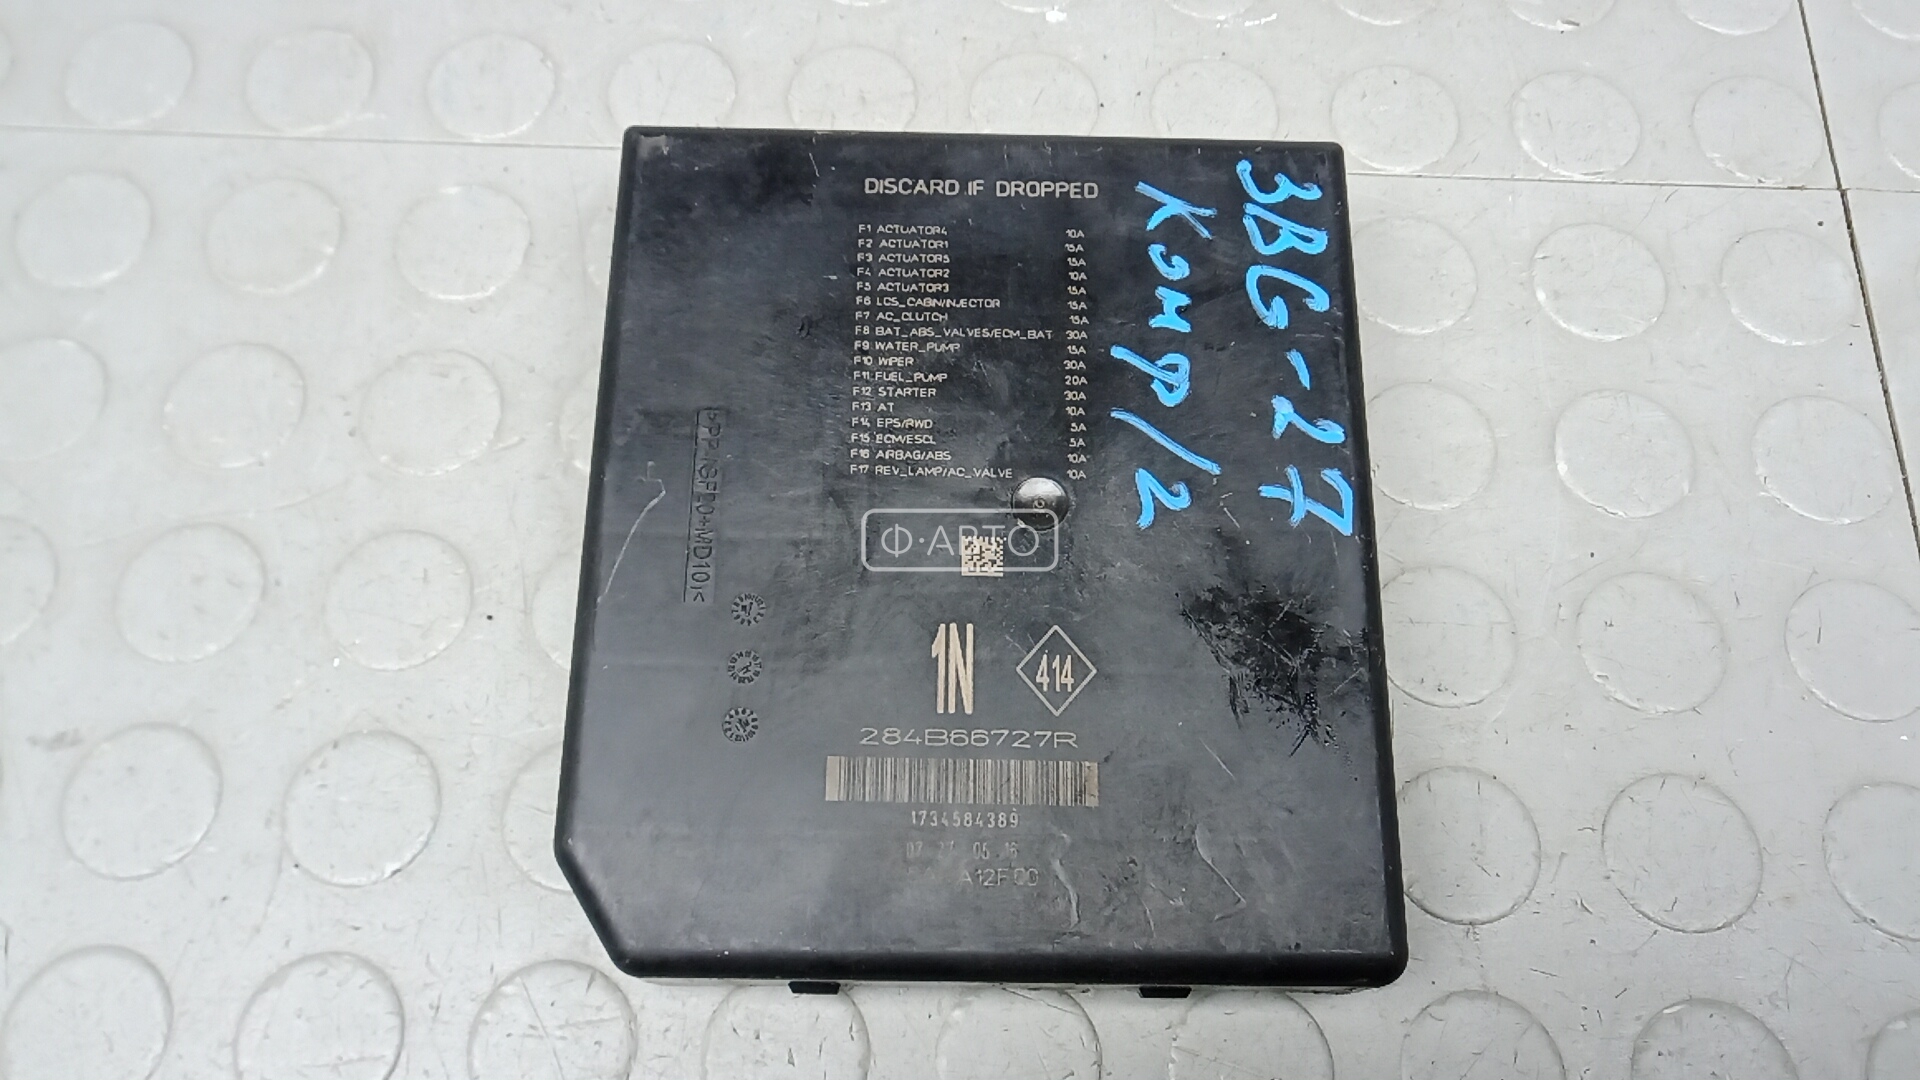 DISCARD IF DROPPED
F1 ACTUATOR4 10A
F2 ACTUATOR1 15A
F3 ACTUATOR5 15A
F4 ACTUATOR2 10A
F5 ACTUATOR3 15A
F6 LCS_CABIN/INJECTOR 15A
F7 AC_CLUTCH 15A
F8 BAT_ABS_VALVES/ECM_BAT 30A
F9 WATER_PUMP 15A
F10 WIPER 30A
F11 FUEL_PUMP 20A
F12 STARTER 30A
F13 AT 10A
F14 EPS/RWD 5A
F15 ECM/ESCL 5A
F16 AIRBAG/ABS 10A
F17 REV_LAMP/AC_VALVE 10A
3BG-27
Ф·АВТО
1N
414
284B66727R
1734584389